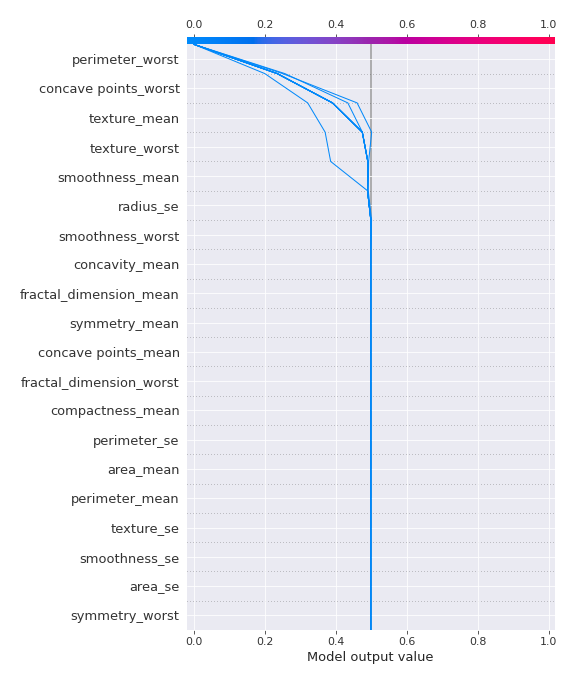 0.0 0.2 0.4 0.6 0.8 1.0
perimeter_worst
concave points_worst
texture_mean
texture_worst
smoothness_mean
radius_se
smoothness_worst
concavity_mean
fractal_dimension_mean
symmetry_mean
concave points_mean
fractal_dimension_worst
compactness_mean
perimeter_se
area_mean
perimeter_mean
texture_se
smoothness_se
area_se
symmetry_worst
0.0 0.2 0.4 0.6 0.8 1.0
Model output value